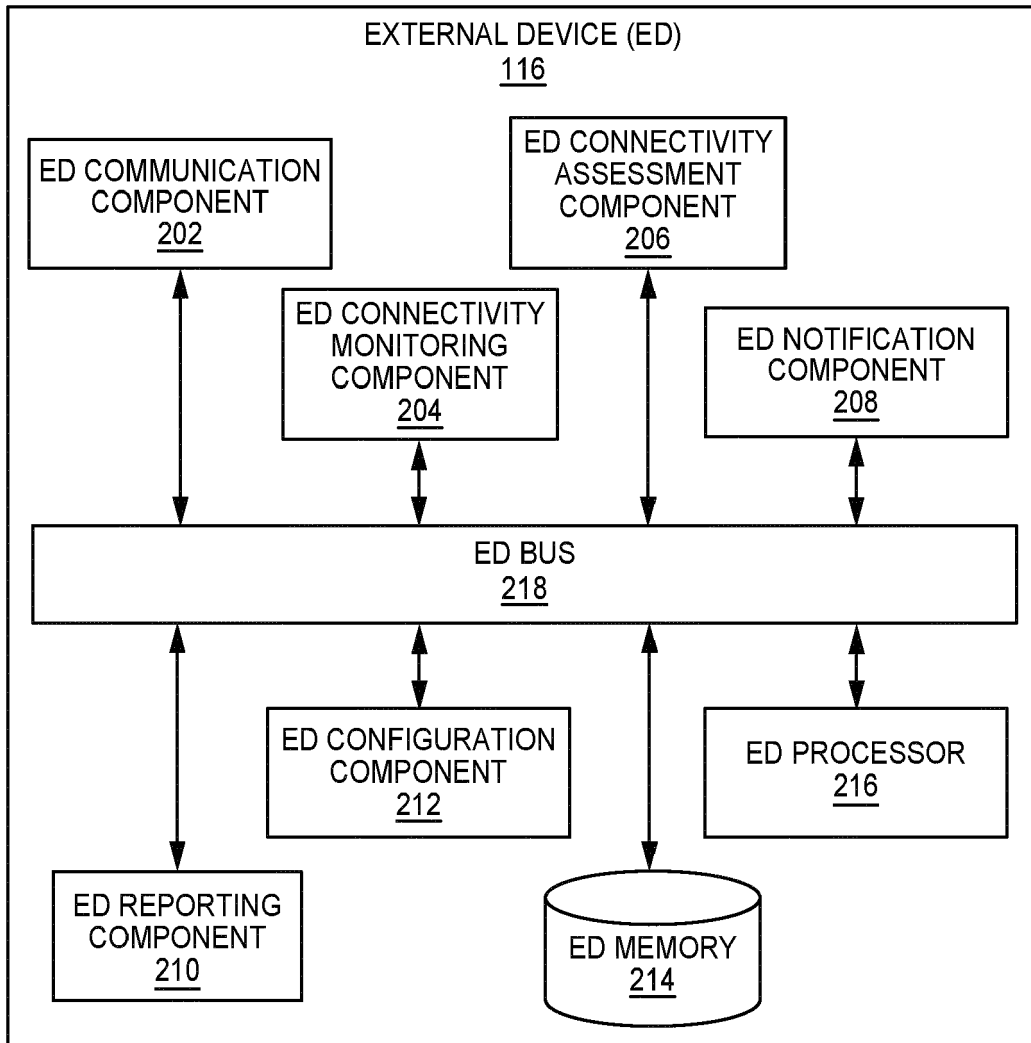 EXTERNAL DEVICE (ED)
116
ED COMMUNICATION
COMPONENT
202
ED CONNECTIVITY
ASSESSMENT
COMPONENT
206
ED CONNECTIVITY
MONITORING
COMPONENT
204
ED NOTIFICATION
COMPONENT
208
ED BUS
218
ED CONFIGURATION
COMPONENT
212
ED PROCESSOR
216
ED REPORTING
COMPONENT
210
ED MEMORY
214